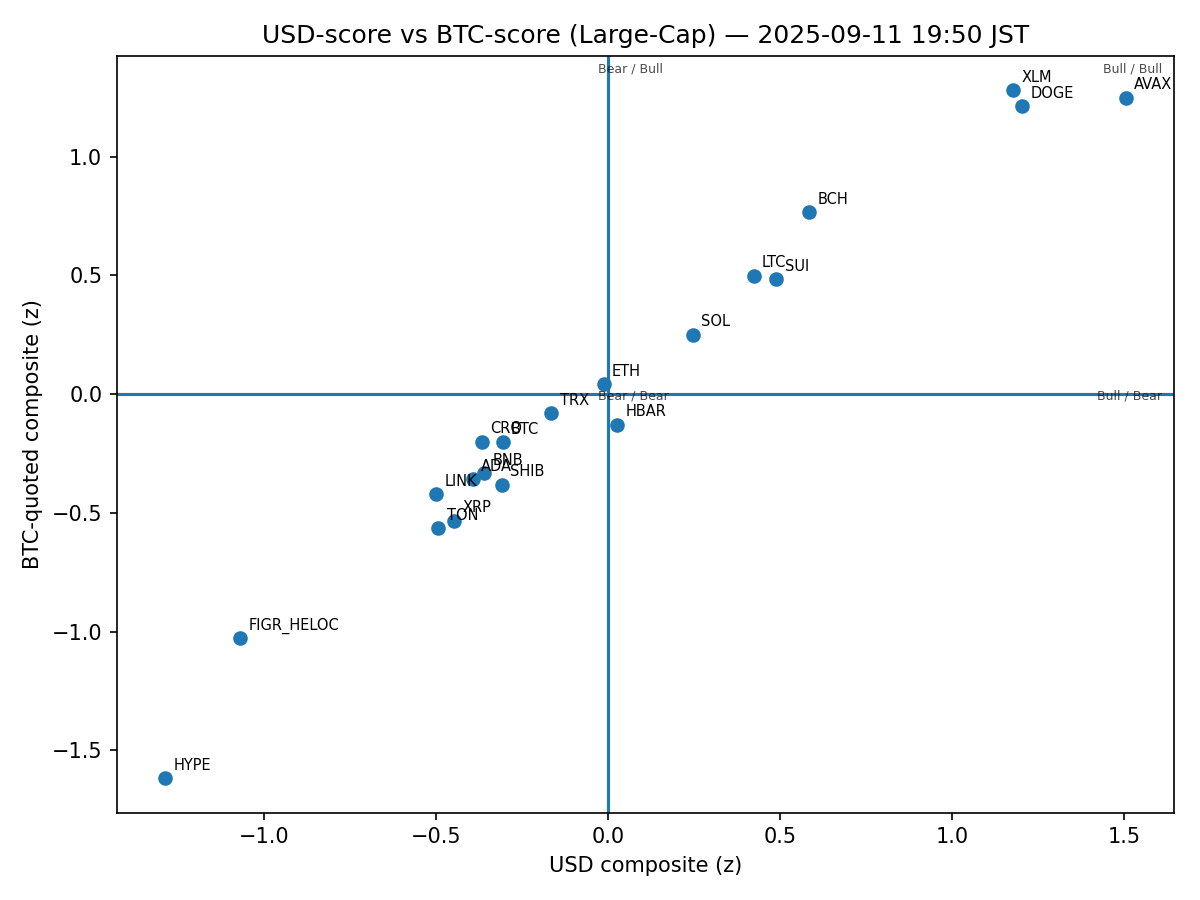 USD-score vs BTC-score (Large-Cap) — 2025-09-11 19:50 JST
Bear / Bull
Bull / Bull
XLM
AVAX
DOGE
1.0
BCH
0.5
LTC
SUI
SOL
ETH
0.0
Bear / Bear
Bull / Bear
TRX
HBAR
CRO
BTC
BNB
ADA
SHIB
LINK
−0.5
XRP
TON
FIGR_HELOC
−1.0
−1.5
HYPE
−1.0
−0.5
0.0
0.5
1.0
1.5
USD composite (z)
BTC-quoted composite (z)